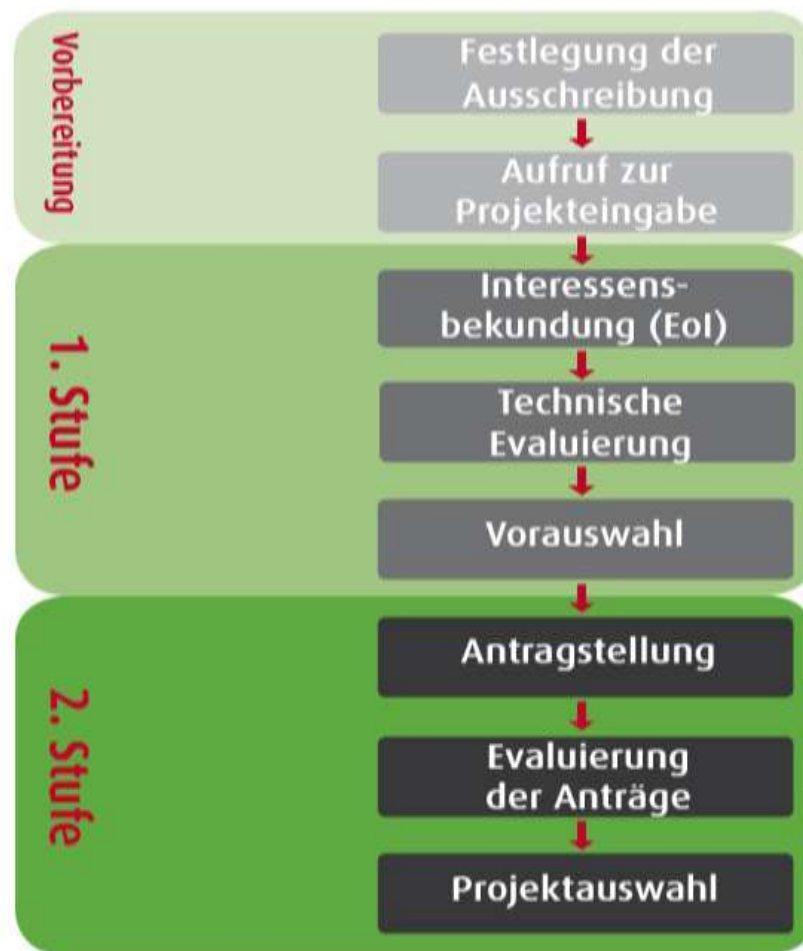 Vorbereitung
Festlegung der
Ausschreibung
Aufruf zur
Projekteingabe
1. Stufe
Interessens-
bekundung (EoI)
Technische
Evaluierung
Vorauswahl
2. Stufe
Antragstellung
Evaluierung
der Anträge
Projektauswahl